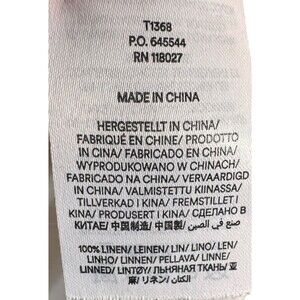 T1368
P.O. 645544
RN 118027
MADE IN CHINA
HERGESTELLT IN CHINA/
FABRIQUÉ EN CHINE/ PRODOTTO
IN CINA/ FABRICADO EN CHINA/
WYPRODUKOWANO W CHINACH/
FABRICADO NA CHINA/ VERVAARDIGD
IN CHINA/ VALMISTETTU KIINASSA/
TILLVERKAD I KINA/ FREMSTILLET I
KINA/ PRODUSERT I KINA/ СДЕЛАНО В
КИТАЕ/ 中国制造/ 中国製/ صنع في الصين
100% LINEN/ LEINEN/ LIN/ LINO/ LEN/
LINHO/ LINNEN/ PELLAVA/ LINNE/
LINNED/ LINTØY/ ЛЬНЯНАЯ ТКАНЬ/ 亚
麻/ リネン/ الكتان/